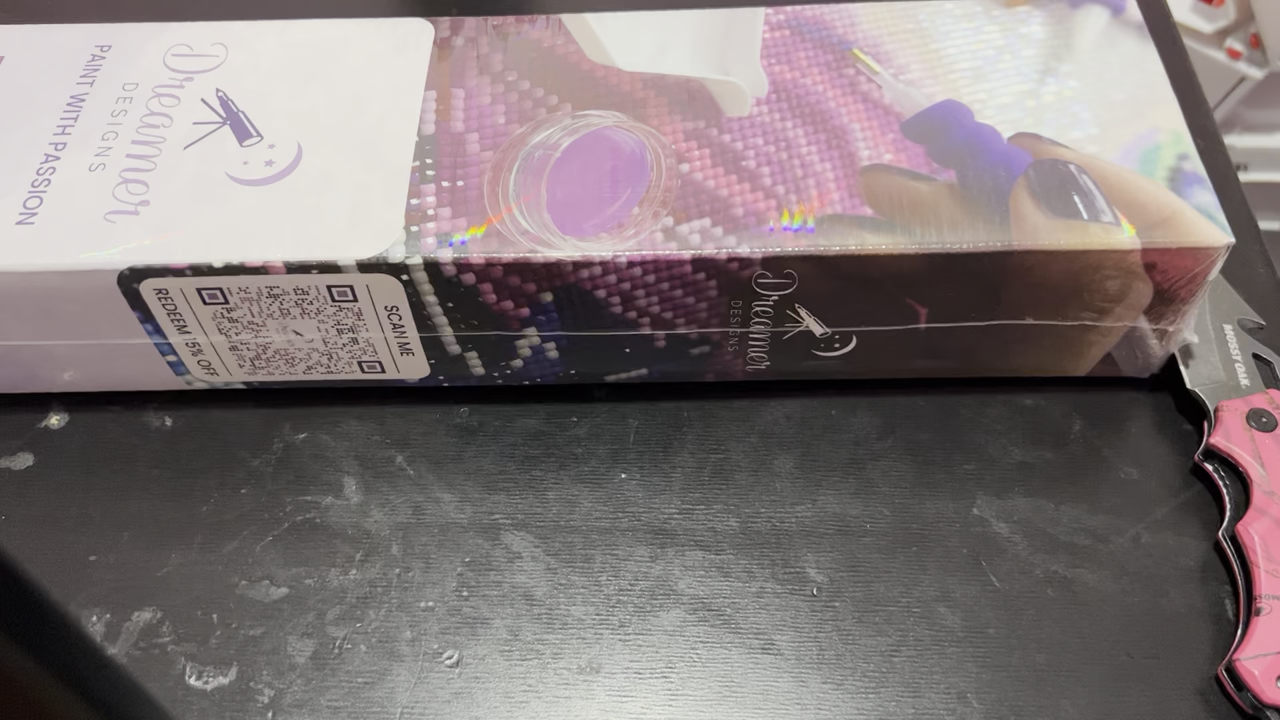 Dreamer
DESIGNS
PAINT WITH PASSION
SCAN ME
REDEEM 15% OFF
Dreamer
DESIGNS
MOSSY OAK